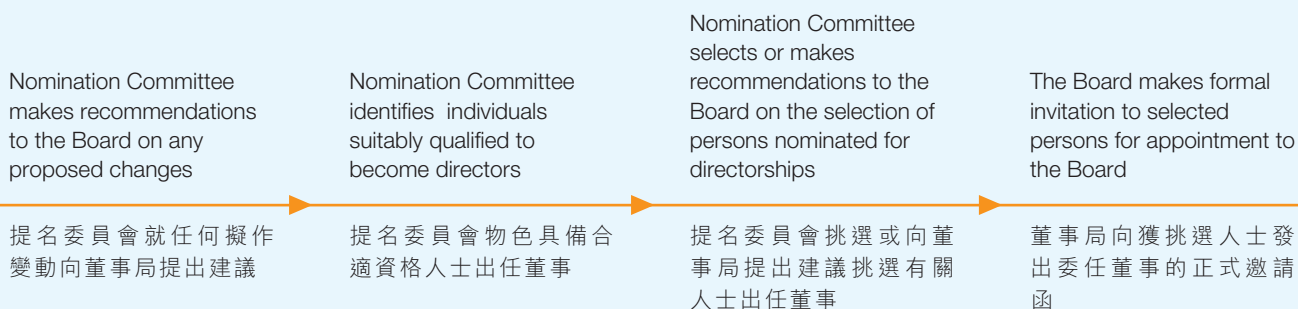 Nomination Committee
makes recommendations
to the Board on any
proposed changes
提名委員會就任何擬作
變動向董事局提出建議
Nomination Committee
identifies individuals
suitably qualified to
become directors
提名委員會物色具備合
適資格人士出任董事
Nomination Committee
selects or makes
recommendations to the
Board on the selection of
persons nominated for
directorships
提名委員會挑選或向董
事局提出建議挑選有關
人士出任董事
The Board makes formal
invitation to selected
persons for appointment to
the Board
董事局向獲挑選人士發
出委任董事的正式邀請
函